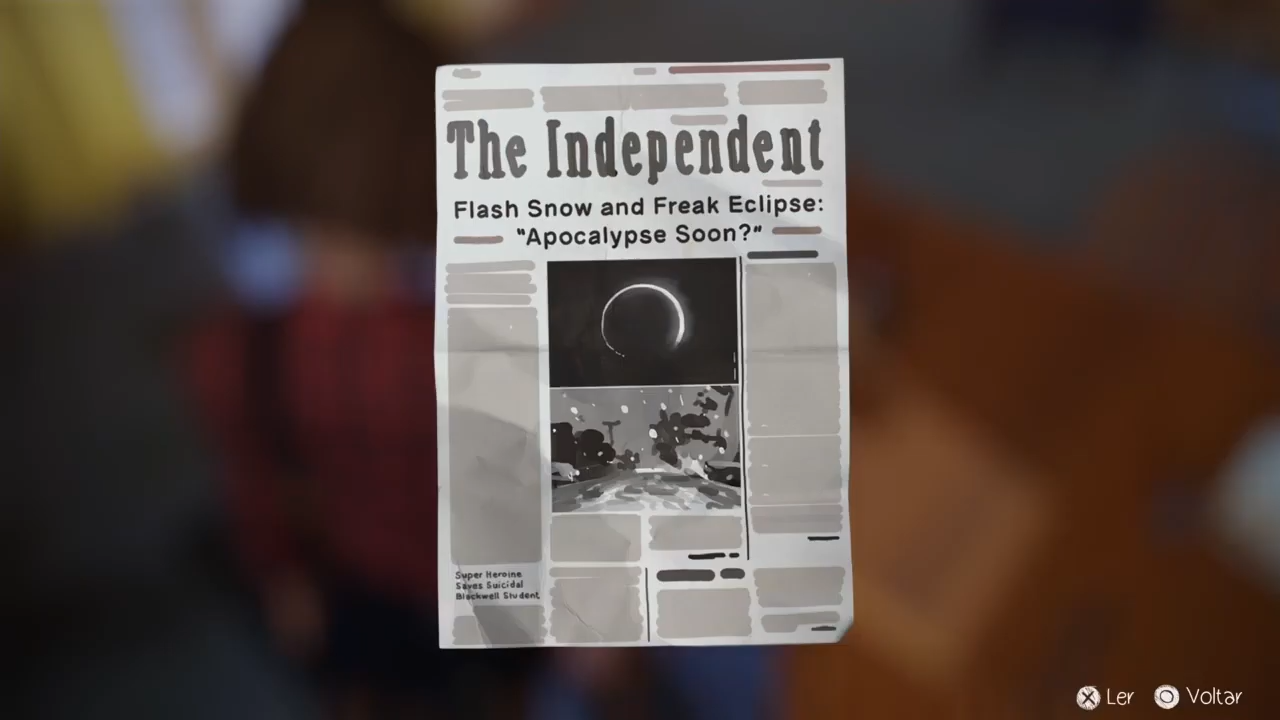 The Independent
Flash Snow and Freak Eclipse:
"Apocalypse Soon?"
Super Heroine
Saves Suicidal
Blackwell Student
Ler
Voltar